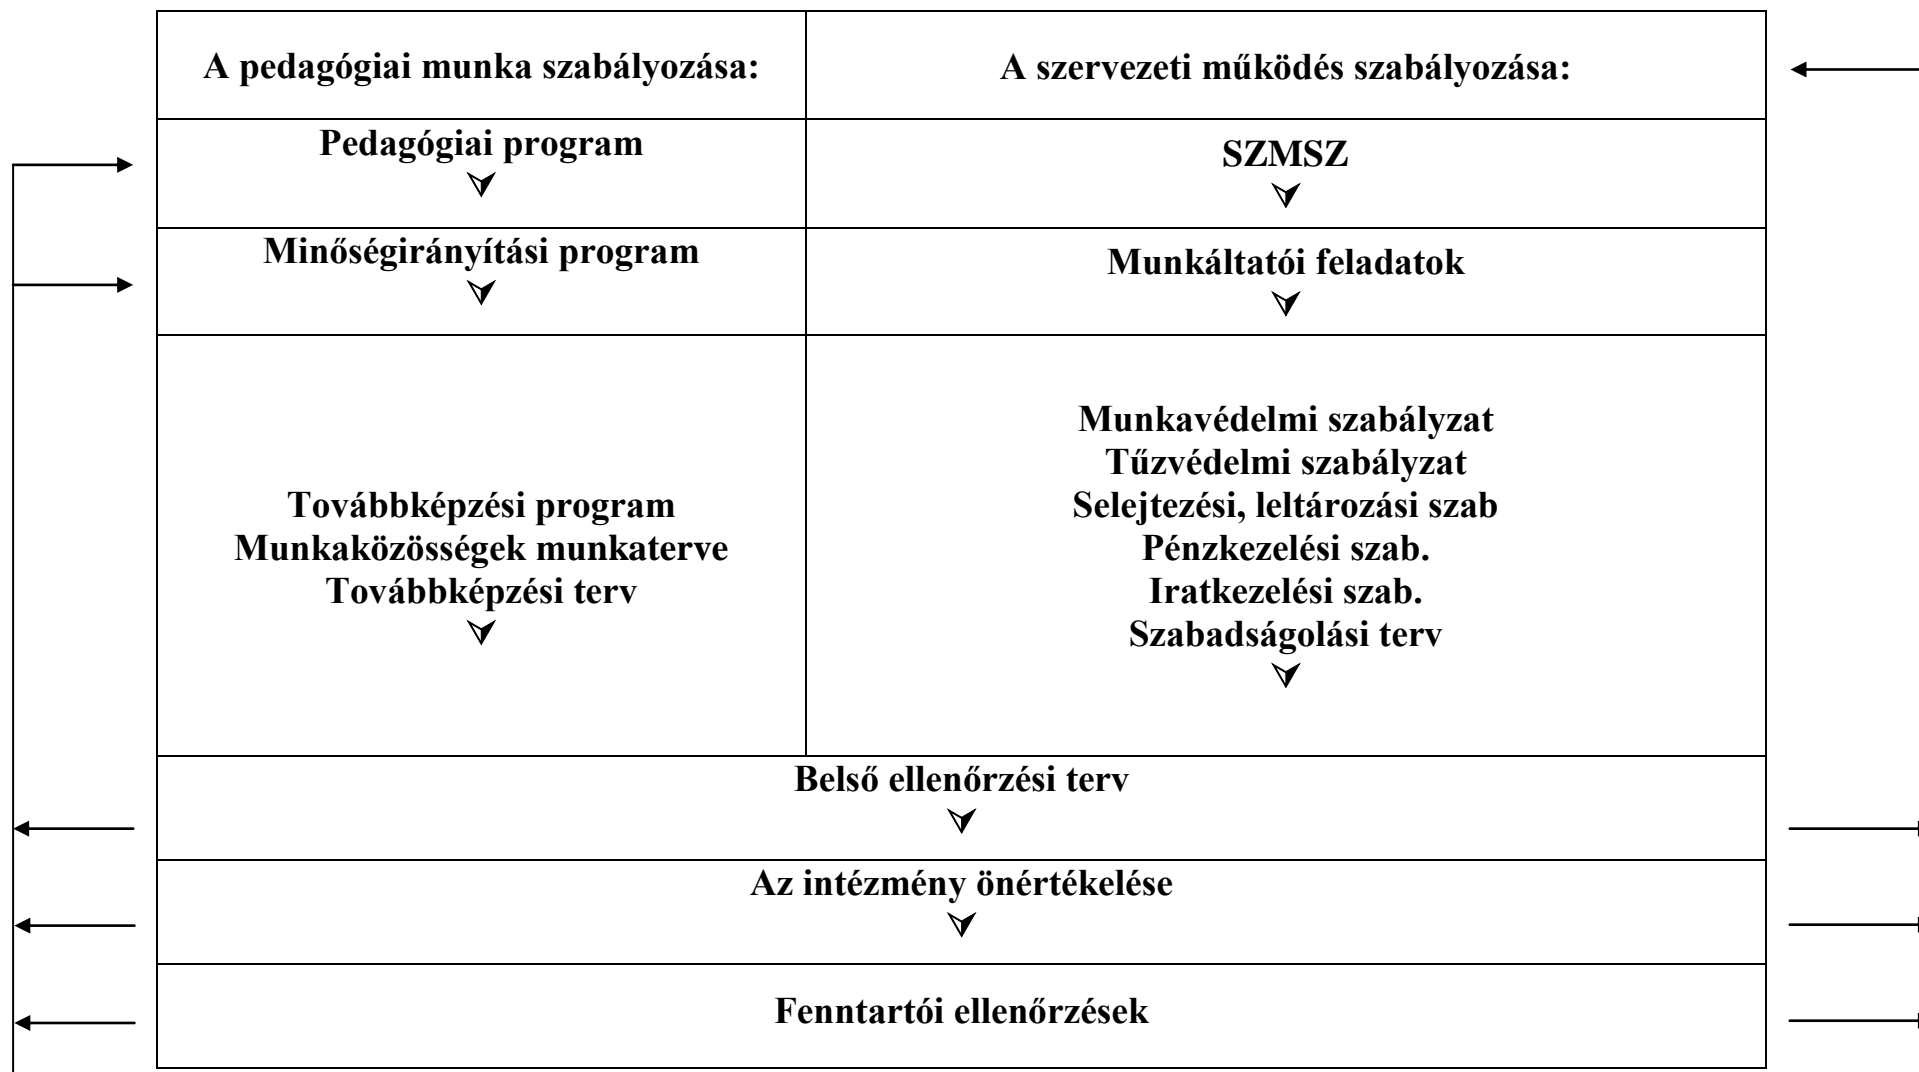 A pedagógiai munka szabályozása:
A szervezeti működés szabályozása:
Pedagógiai program
SZMSZ
Minőségirányítási program
Munkáltatói feladatok
Továbbképzési program
Munkaközösségek munkaterve
Továbbképzési terv
Munkavédelmi szabályzat
Tűzvédelmi szabályzat
Selejtezési, leltározási szab
Pénzkezelési szab.
Iratkezelési szab.
Szabadságolási terv
Belső ellenőrzési terv
Az intézmény önértékelése
Fenntartói ellenőrzések